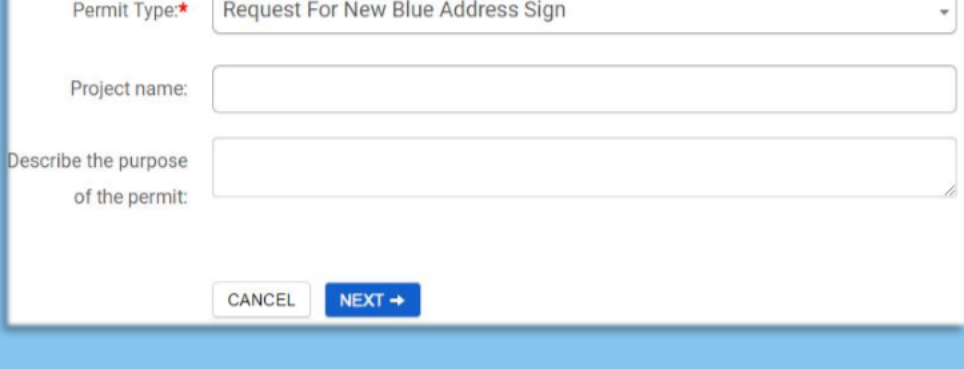 Permit Type:* Request For New Blue Address Sign
Project name:
Describe the purpose
of the permit:
CANCEL NEXT →